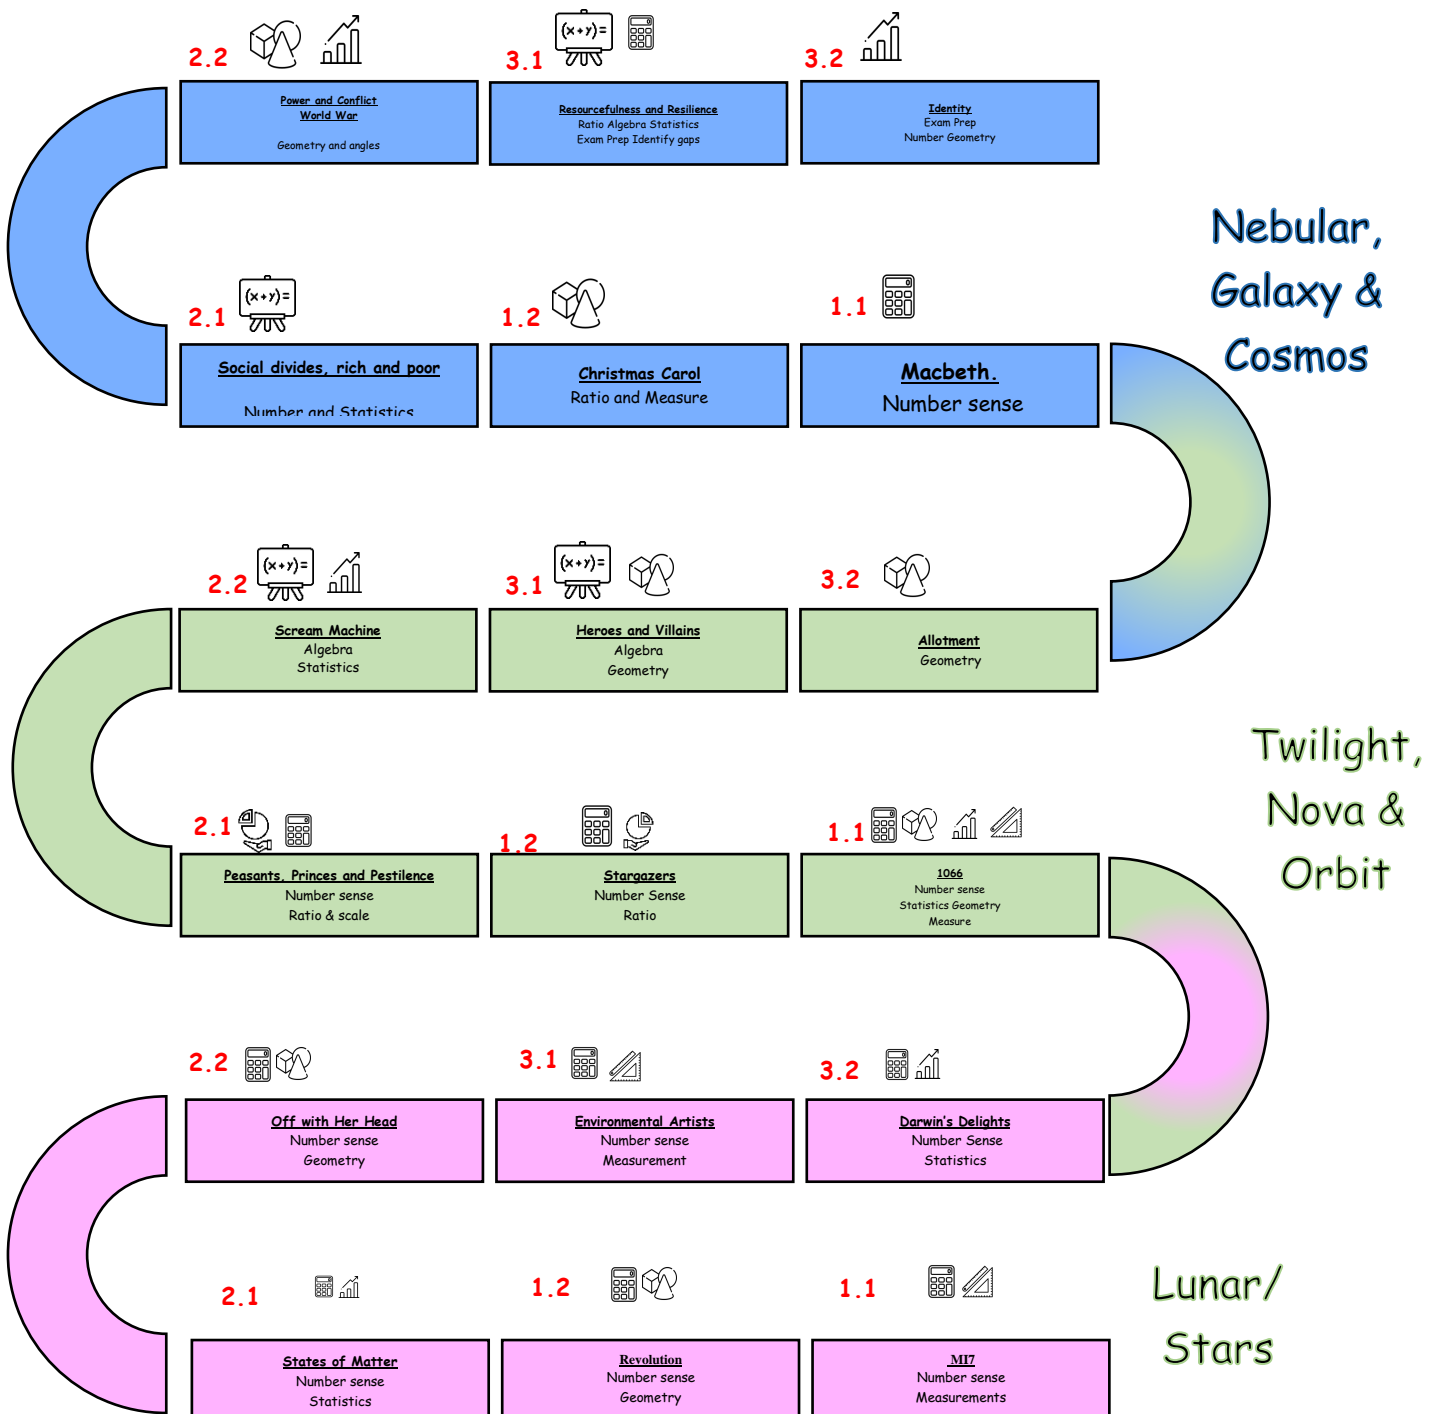 2.2
(x+y)=
3.1
3.2
Power and Conflict
World War
Geometry and angles
Resourcefulness and Resilience
Ratio Algebra Statistics
Exam Prep Identify gaps
Identity
Exam Prep
Number Geometry
Nebular,
Galaxy &
Cosmos
2.1
(x+y)=
1.2
1.1
Social divides, rich and poor
Number and Statistics
Christmas Carol
Ratio and Measure
Macbeth.
Number sense
2.2
(x+y)=
3.1
(x+y)=
3.2
Scream Machine
Algebra
Statistics
Heroes and Villains
Algebra
Geometry
Allotment
Geometry
Twilight,
Nova &
Orbit
2.1
1.2
1.1
Peasants, Princes and Pestilence
Number sense
Ratio & scale
Stargazers
Number Sense
Ratio
1066
Number sense
Statistics Geometry
Measure
2.2
3.1
3.2
Off with Her Head
Number sense
Geometry
Environmental Artists
Number sense
Measurement
Darwin's Delights
Number Sense
Statistics
Lunar/
Stars
2.1
1.2
1.1
States of Matter
Number sense
Statistics
Revolution
Number sense
Geometry
MI7
Number sense
Measurements